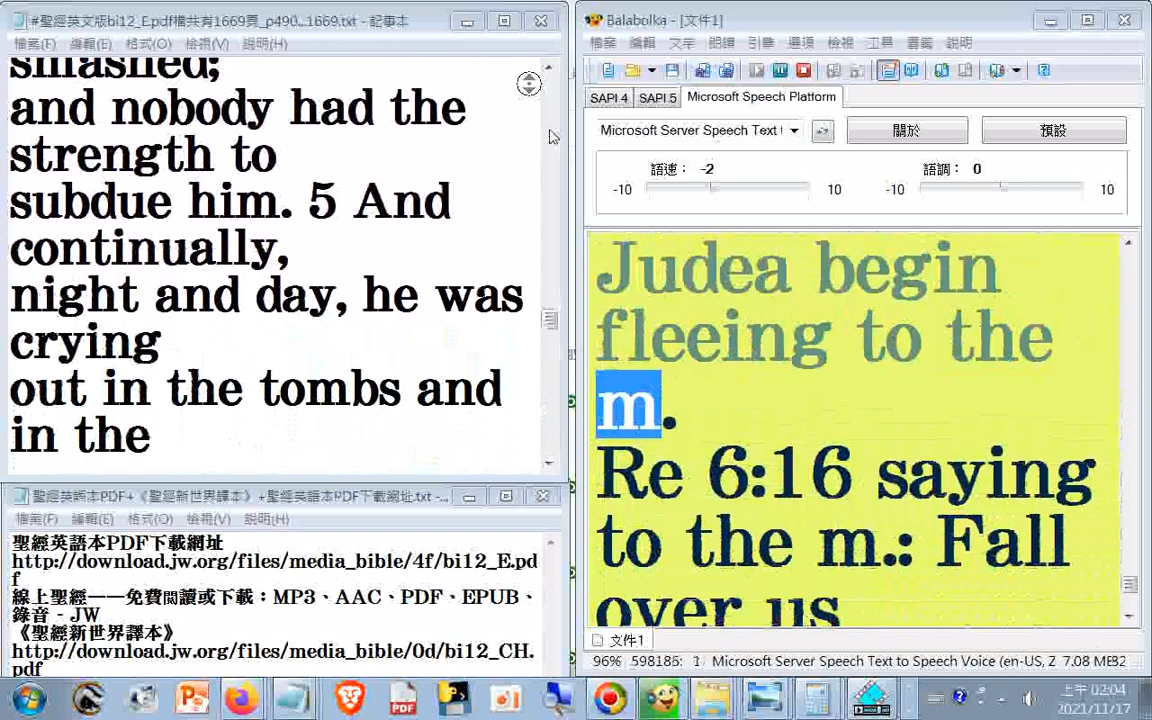 #聖經英文版bi12_E.pdf檔共有1669頁_p490...1669.txt - 記事本
檔案(F) 編輯(E) 格式(O) 檢視(V) 說明(H)
smashed;
and nobody had the
strength to
subdue him. 5 And
continually,
night and day, he was
crying
out in the tombs and
in the
聖經英語本PDF+《聖經新世界譯本》+聖經英語本PDF下載網址.txt -...
檔案(F) 編輯(E) 格式(O) 檢視(V) 說明(H)
聖經英語本PDF下載網址
http://download.jw.org/files/media_bible/4f/bi12_E.pd
f
線上聖經——免費閱讀或下載：MP3、AAC、PDF、EPUB、
錄音 - JW
《聖經新世界譯本》
http://download.jw.org/files/media_bible/0d/bi12_CH.
pdf
Balabolka - [文件1]
檔案 編輯 文字 朗讀 引擎 選項 檢視 工具 書籤 說明
SAPI 4 SAPI 5 Microsoft Speech Platform
Microsoft Server Speech Text 關於 預設
語速： -2 語調： 0
-10 10 -10 10
Judea begin
fleeing to the
m.
Re 6:16 saying
to the m.: Fall
over us
文件1
96% 598185: 1 Microsoft Server Speech Text to Speech Voice (en-US, Z 7.08 MB
上午 02:04
2021/11/17